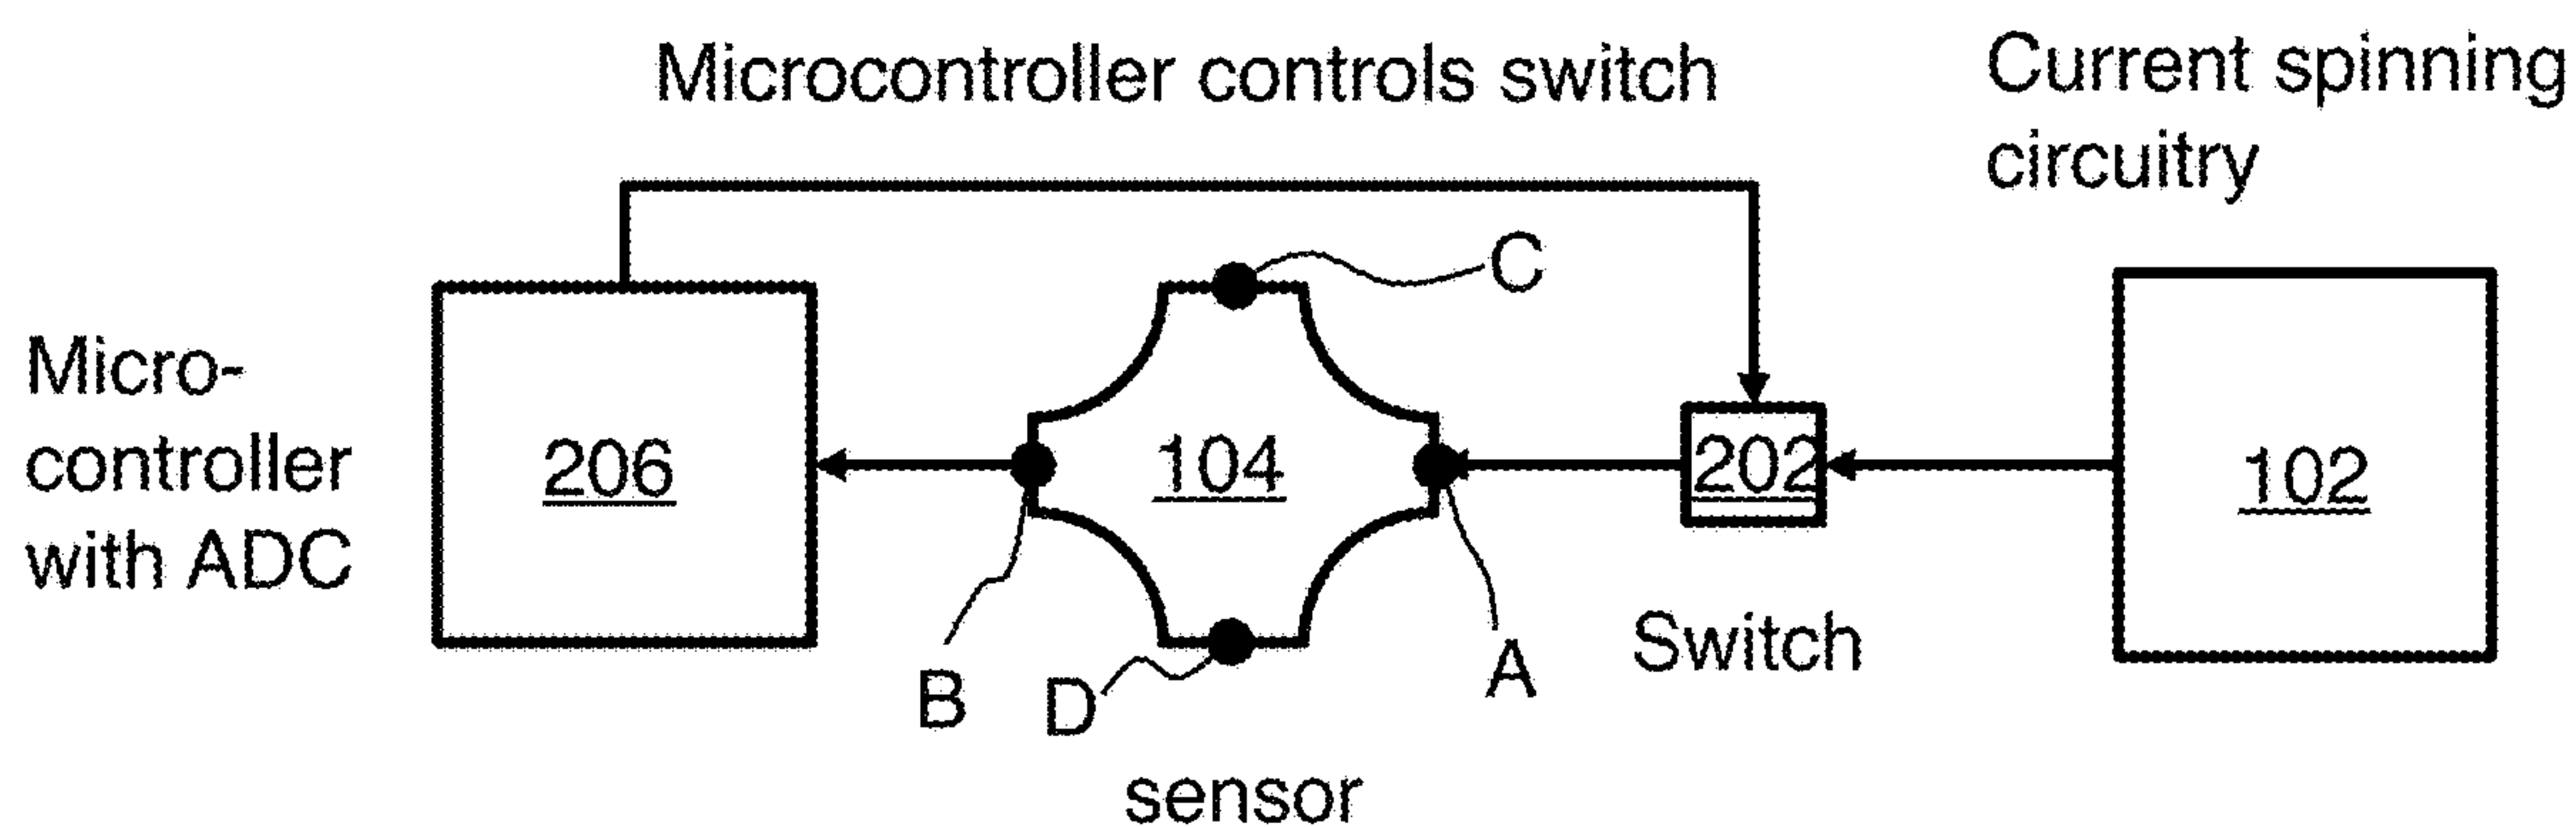 Microcontroller controls switch
Current spinning
circuitry
C
Micro-
controller
with ADC
206
104
202
102
B
D
A
Switch
sensor